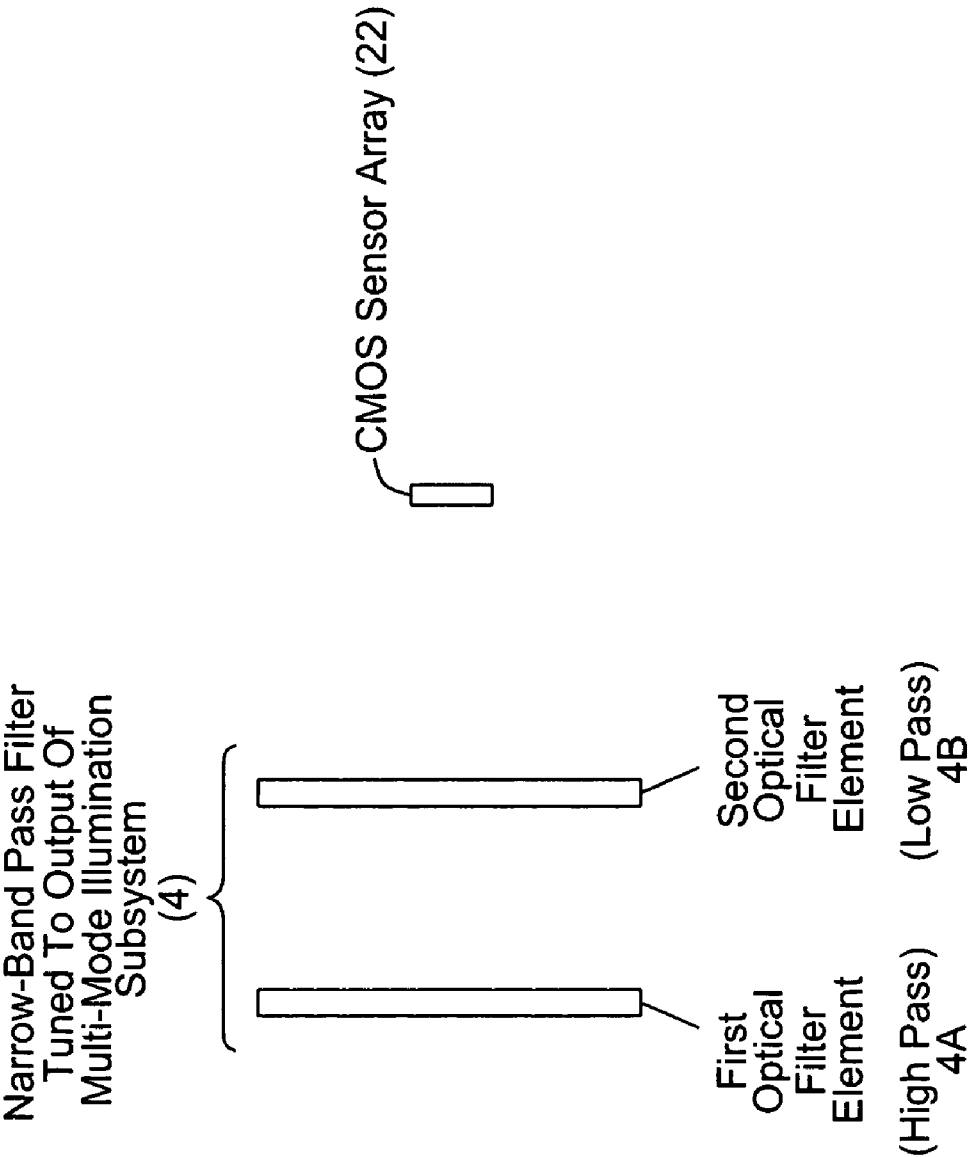 Narrow-Band Pass Filter
Tuned To Output Of
Multi-Mode Illumination
Subsystem
(4)
CMOS Sensor Array (22)
First
Optical
Filter
Element
(High Pass)
4A
Second
Optical
Filter
Element
(Low Pass)
4B